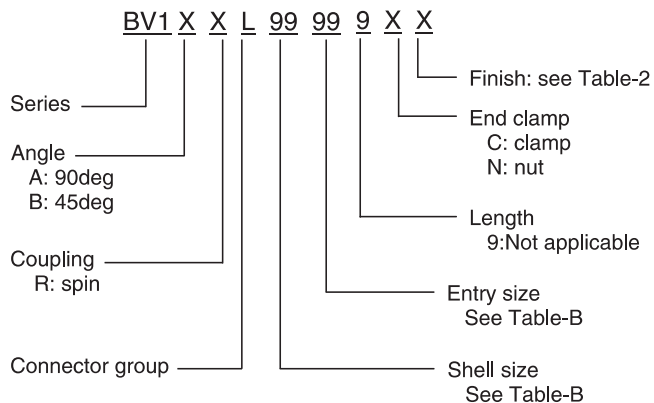 BV1 X X L 99 99 9 X X
Series
Angle
A: 90deg
B: 45deg
Coupling
R: spin
Connector group
Finish: see Table-2
End clamp
C: clamp
N: nut
Length
9:Not applicable
Entry size
See Table-B
Shell size
See Table-B